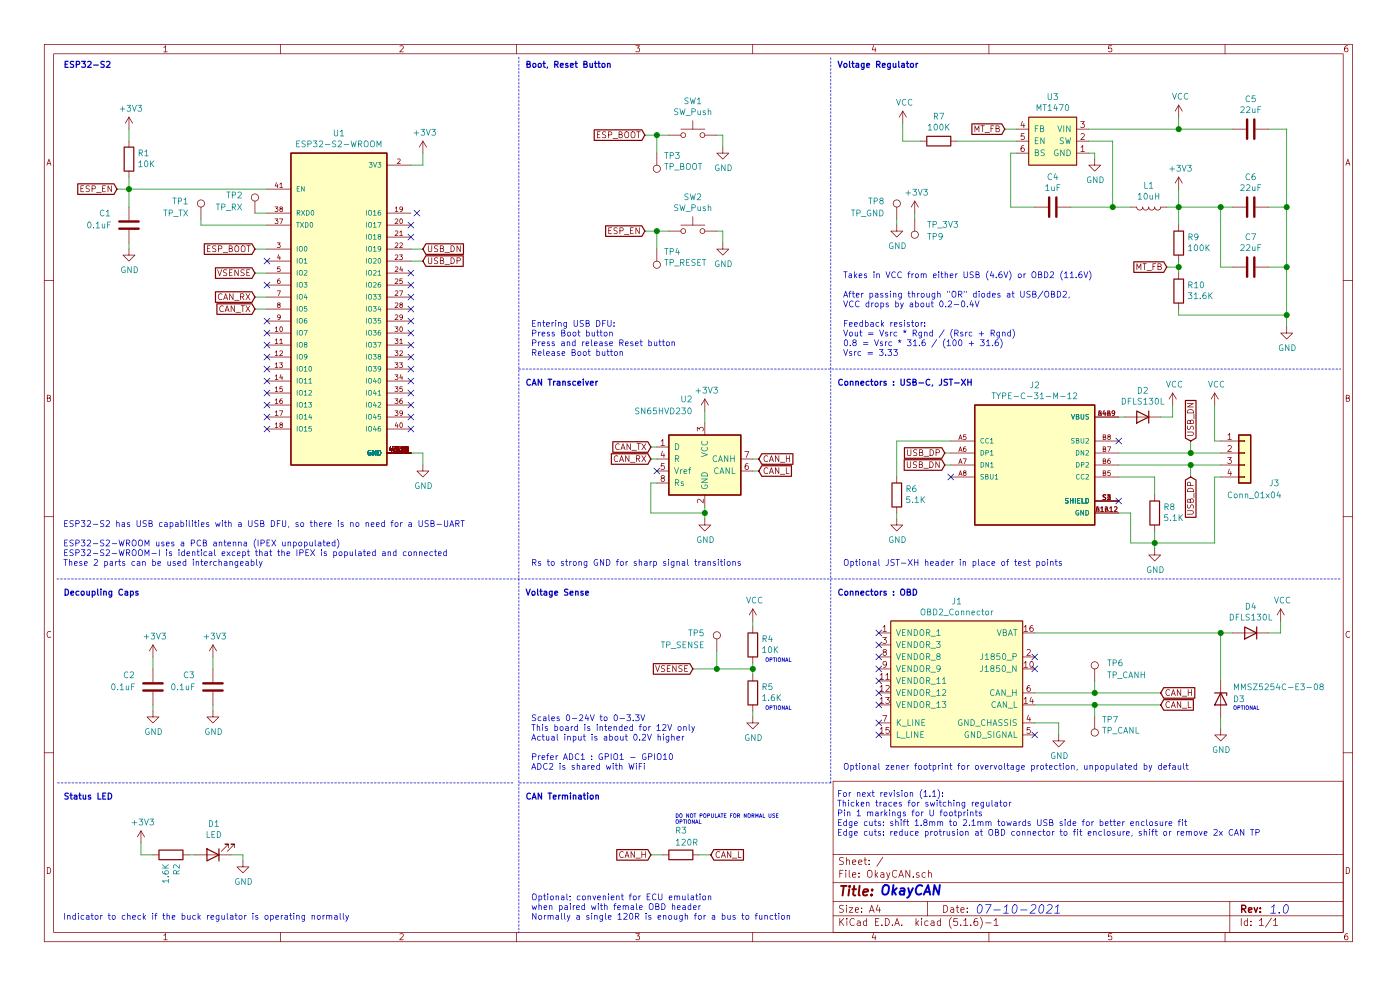 1
2
3
4
5
6
A
B
C
D
ESP32-S2
+3V3
R1
10K
ESP_EN
C1
0.1uF
GND
TP1
TP_TX
TP2
TP_RX
U1
ESP32-S2-WROOM
+3V3
3V3
2
41
EN
38
RXD0
37
TXD0
ESP_BOOT
3
IO0
4
IO1
VSENSE
5
IO2
6
IO3
CAN_RX
7
IO4
CAN_TX
8
IO5
9
IO6
10
IO7
11
IO8
12
IO9
13
IO10
14
IO11
15
IO12
16
IO13
17
IO14
18
IO15
IO16
19
IO17
20
IO18
21
IO19
22
USB_DN
IO20
23
USB_DP
IO21
24
IO26
25
IO33
27
IO34
28
IO35
29
IO36
30
IO37
31
IO38
32
IO39
33
IO40
34
IO41
35
IO42
36
IO45
39
IO46
40
GND
GND
ESP32-S2 has USB capabilities with a USB DFU, so there is no need for a USB-UART
ESP32-S2-WROOM uses a PCB antenna (IPEX unpopulated)
ESP32-S2-WROOM-I is identical except that the IPEX is populated and connected
These 2 parts can be used interchangeably
Boot, Reset Button
SW1
SW_Push
ESP_BOOT
TP3
TP_BOOT
GND
SW2
SW_Push
ESP_EN
TP4
TP_RESET
GND
Entering USB DFU:
Press Boot button
Press and release Reset button
Release Boot button
Voltage Regulator
VCC
R7
100K
MT_FB
U3
MT1470
4
FB
VIN
3
5
EN
SW
2
6
BS
GND
1
GND
VCC
C5
22uF
C4
1uF
L1
10uH
+3V3
C6
22uF
TP8
TP_GND
GND
+3V3
TP_3V3
TP9
R9
100K
C7
22uF
MT_FB
R10
31.6K
GND
Takes in VCC from either USB (4.6V) or OBD2 (11.6V)
After passing through "OR" diodes at USB/OBD2,
VCC drops by about 0.2-0.4V
Feedback resistor:
Vout = Vsrc * Rgnd / (Rsrc + Rgnd)
0.8 = Vsrc * 31.6 / (100 + 31.6)
Vsrc = 3.33
CAN Transceiver
+3V3
U2
SN65HVD230
3
VCC
CAN_TX
1
D
CAN_RX
4
R
5
Vref
8
Rs
CANH
7
CAN_H
CANL
6
CAN_L
GND
2
GND
Rs to strong GND for sharp signal transitions
Connectors : USB-C, JST-XH
J2
TYPE-C-31-M-12
D2
DFLS130L
VCC
VCC
VBUS
A5
CC1
USB_DP
A6
DP1
USB_DN
A7
DN1
A8
SBU1
SBU2
B8
DN2
B7
DP2
B6
CC2
B5
SHIELD
GND
USB_DN
USB_DP
R6
5.1K
GND
R8
5.1K
GND
1
2
3
4
J3
Conn_01x04
Optional JST-XH header in place of test points
Decoupling Caps
+3V3
+3V3
C2
0.1uF
C3
0.1uF
GND
GND
Voltage Sense
VCC
TP5
TP_SENSE
R4
10K
OPTIONAL
VSENSE
R5
1.6K
OPTIONAL
GND
Scales 0-24V to 0-3.3V
This board is intended for 12V only
Actual input is about 0.2V higher
Prefer ADC1 : GPIO1 - GPIO10
ADC2 is shared with WiFi
Connectors : OBD
J1
OBD2_Connector
1
VENDOR_1
3
VENDOR_3
8
VENDOR_8
9
VENDOR_9
11
VENDOR_11
12
VENDOR_12
13
VENDOR_13
7
K_LINE
15
L_LINE
VBAT
16
J1850_P
2
J1850_N
10
CAN_H
6
CAN_L
14
GND_CHASSIS
4
GND_SIGNAL
5
TP6
TP_CANH
CAN_H
CAN_L
TP7
TP_CANL
GND
D4
DFLS130L
VCC
MMSZ5254C-E3-08
D3
OPTIONAL
GND
Optional zener footprint for overvoltage protection, unpopulated by default
Status LED
+3V3
D1
LED
1.6K
R2
GND
Indicator to check if the buck regulator is operating normally
CAN Termination
DO NOT POPULATE FOR NORMAL USE
OPTIONAL
R3
120R
CAN_H
CAN_L
Optional; convenient for ECU emulation
when paired with female OBD header
Normally a single 120R is enough for a bus to function
For next revision (1.1):
Thicken traces for switching regulator
Pin 1 markings for U footprints
Edge cuts: shift 1.8mm to 2.1mm towards USB side for better enclosure fit
Edge cuts: reduce protrusion at OBD connector to fit enclosure, shift or remove 2x CAN TP
Sheet: /
File: OkayCAN.sch
Title: OkayCAN
Size: A4
Date: 07-10-2021
Rev: 1.0
KiCad E.D.A. kicad (5.1.6)-1
Id: 1/1
A
B
C
D
1
2
3
4
5
6